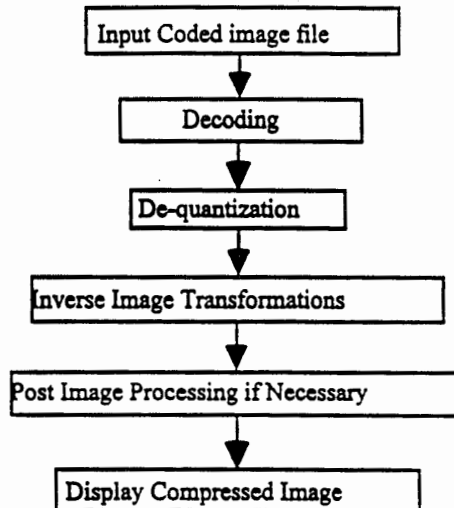 Input Coded image file
Decoding
De-quantization
Inverse Image Transformations
Post Image Processing if Necessary
Display Compressed Image